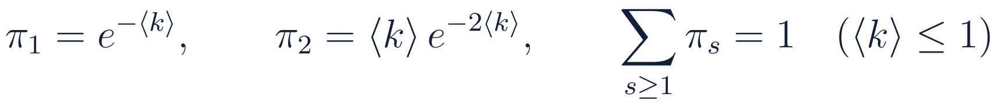 π₁ = e^{−⟨k⟩}, π₂ = ⟨k⟩ e^{−2⟨k⟩}, ∑_{s≥1} π_s = 1 (⟨k⟩ ≤ 1)